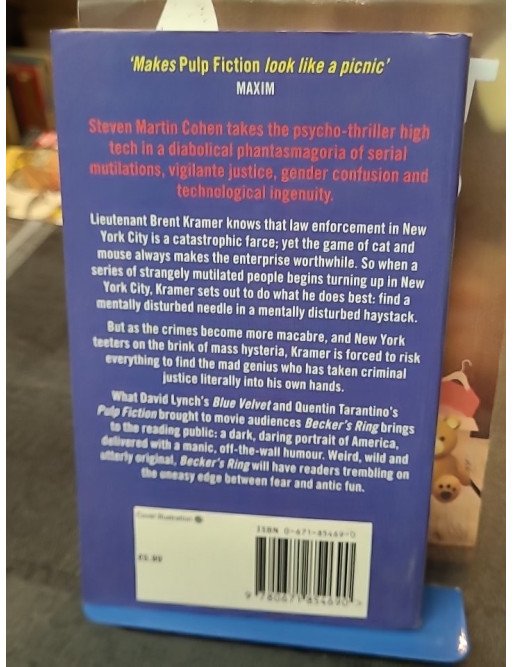 'Makes Pulp Fiction look like a picnic'
MAXIM
Steven Martin Cohen takes the psycho-thriller high
tech in a diabolical phantasmagoria of serial
mutilations, vigilante justice, gender confusion and
technological ingenuity.
Lieutenant Brent Kramer knows that law enforcement in New
York City is a catastrophic farce; yet the game of cat and
mouse always makes the enterprise worthwhile. So when a
series of strangely mutilated people begins turning up in New
York City, Kramer sets out to do what he does best: find a
mentally disturbed needle in a mentally disturbed haystack.
But as the crimes become more macabre, and New York
teeters on the brink of mass hysteria, Kramer is forced to risk
everything to find the mad genius who has taken criminal
justice literally into his own hands.
What David Lynch's Blue Velvet and Quentin Tarantino's
Pulp Fiction brought to movie audiences Becker's Ring brings
to the reading public: a dark, daring portrait of America,
delivered with a manic, off-the-wall humour. Weird, wild and
utterly original, Becker's Ring will have readers trembling on
the uneasy edge between fear and antic fun.
Cover illustration
ISBN 0-671-85469-0
£5.99
9 780671 854690